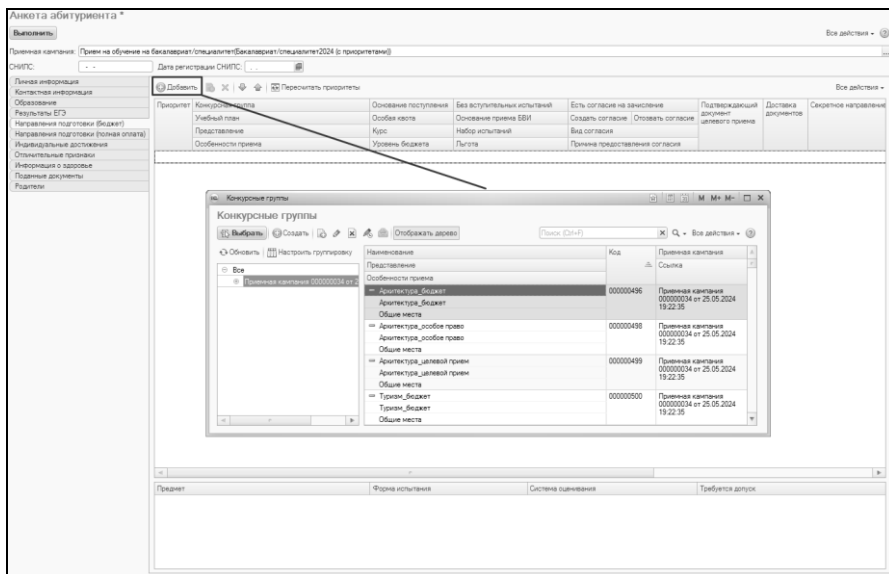 Анкета абитуриента *
Выполнить
Все действия
Приемная кампания: Прием на обучение на бакалавриат/специалитет(Бакалавриат/специалитет2024 (с приоритетами))
СНИЛС: - - Дата регистрации СНИЛС: . .
Личная информация
Контактная информация
Образование
Результаты ЕГЭ
Направления подготовки (бюджет)
Направления подготовки (полная оплата)
Индивидуальные достижения
Отличительные признаки
Информация о здоровье
Поданные документы
Родители
Добавить Пересчитать приоритеты Все действия
Приоритет Конкурсная группа Основание поступления Без вступительных испытаний Есть согласие на зачисление Подтверждающий документ целевого приема Доставка документов Секретное направление
Учебный план Особая квота Основание приема БВИ Создать согласие Отозвать согласие
Представление Курс Набор испытаний Вид согласия
Особенности приема Уровень бюджета Льгота Причина предоставления согласия
Конкурсные группы M M+ M-
Конкурсные группы
Выбрать Создать Отображать дерево Поиск (Ctrl+F) Все действия
Обновить Настроить группировку
Все
Приемная кампания 000000034 от 2
Наименование Код Приемная кампания
Представление Ссылка
Особенности приема
Архитектура_бюджет 000000496 Приемная кампания
Архитектура_бюджет 000000034 от 25.05.2024
Общие места 19:22:35
Архитектура_особое право 000000498 Приемная кампания
Архитектура_особое право 000000034 от 25.05.2024
Общие места 19:22:35
Архитектура_целевой прием 000000499 Приемная кампания
Архитектура_целевой прием 000000034 от 25.05.2024
Общие места 19:22:35
Туризм_бюджет 000000500 Приемная кампания
Туризм_бюджет 000000034 от 25.05.2024
Общие места 19:22:35
Предмет Форма испытания Система оценивания Требуется допуск